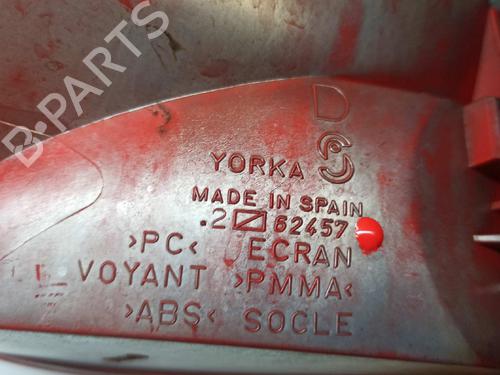 B-PARTS
D
YORKA
MADE IN SPAIN
.2 62457
>PC< ECRAN
VOYANT >PMMA<
>ABS< SOCLE